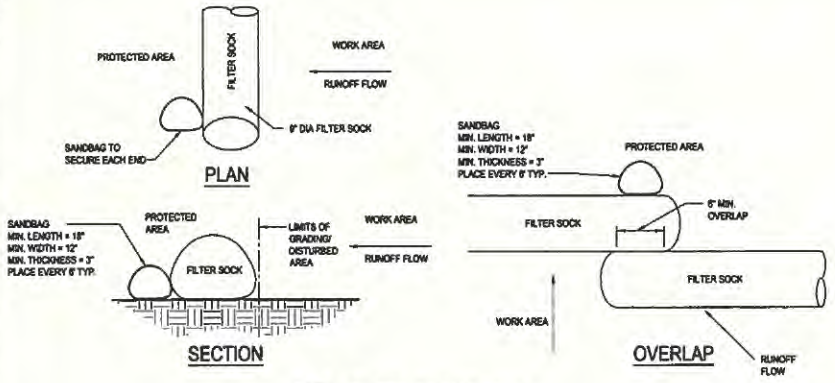 PROTECTED AREA
FILTER SOCK
WORK AREA
RUNOFF FLOW
9" DIA FILTER SOCK
SANDBAG TO
SECURE EACH END
PLAN
SANDBAG
MIN. LENGTH = 18"
MIN. WIDTH = 12"
MIN. THICKNESS = 3"
PLACE EVERY 6' TYP.
PROTECTED
AREA
FILTER SOCK
LIMITS OF
GRADING/
DISTURBED
AREA
WORK AREA
RUNOFF FLOW
SECTION
SANDBAG
MIN. LENGTH = 18"
MIN. WIDTH = 12"
MIN. THICKNESS = 3"
PLACE EVERY 6' TYP.
PROTECTED AREA
6" MIN.
OVERLAP
FILTER SOCK
FILTER SOCK
WORK AREA
OVERLAP
RUNOFF
FLOW